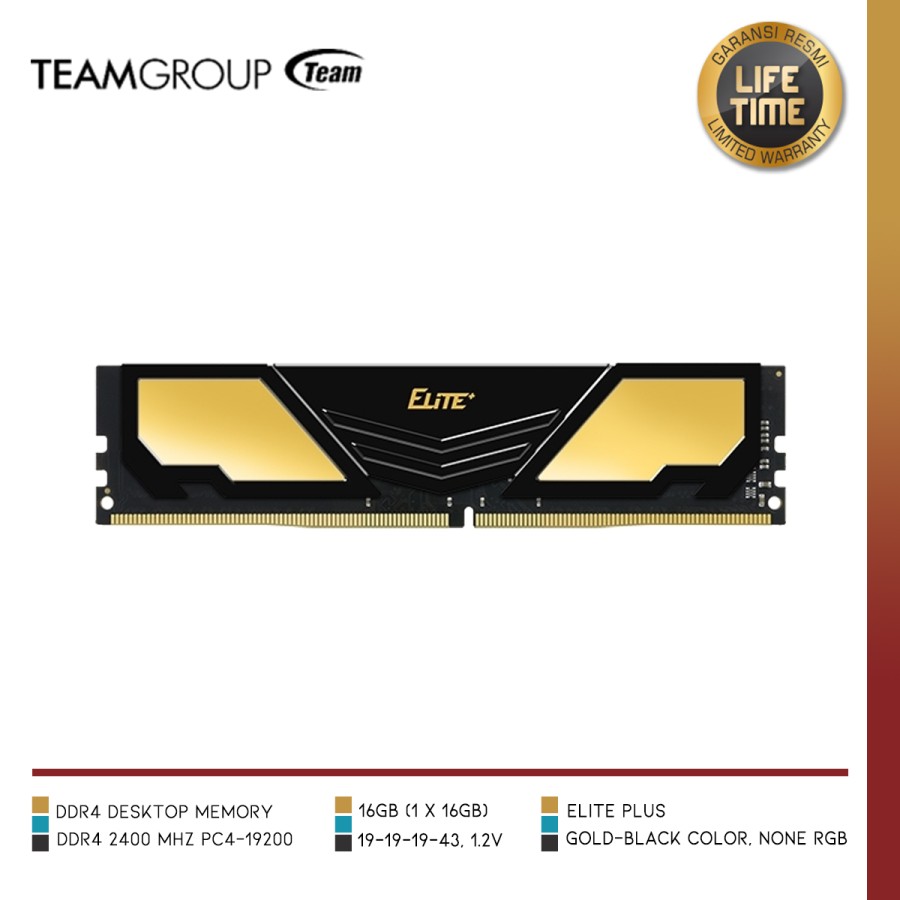 TEAMGROUP Team
GARANSI RESMI
LIFE
TIME
LIMITED WARRANTY
ELITE+
DDR4 DESKTOP MEMORY
DDR4 2400 MHZ PC4-19200
16GB (1 X 16GB)
19-19-19-43, 1.2V
ELITE PLUS
GOLD-BLACK COLOR, NONE RGB